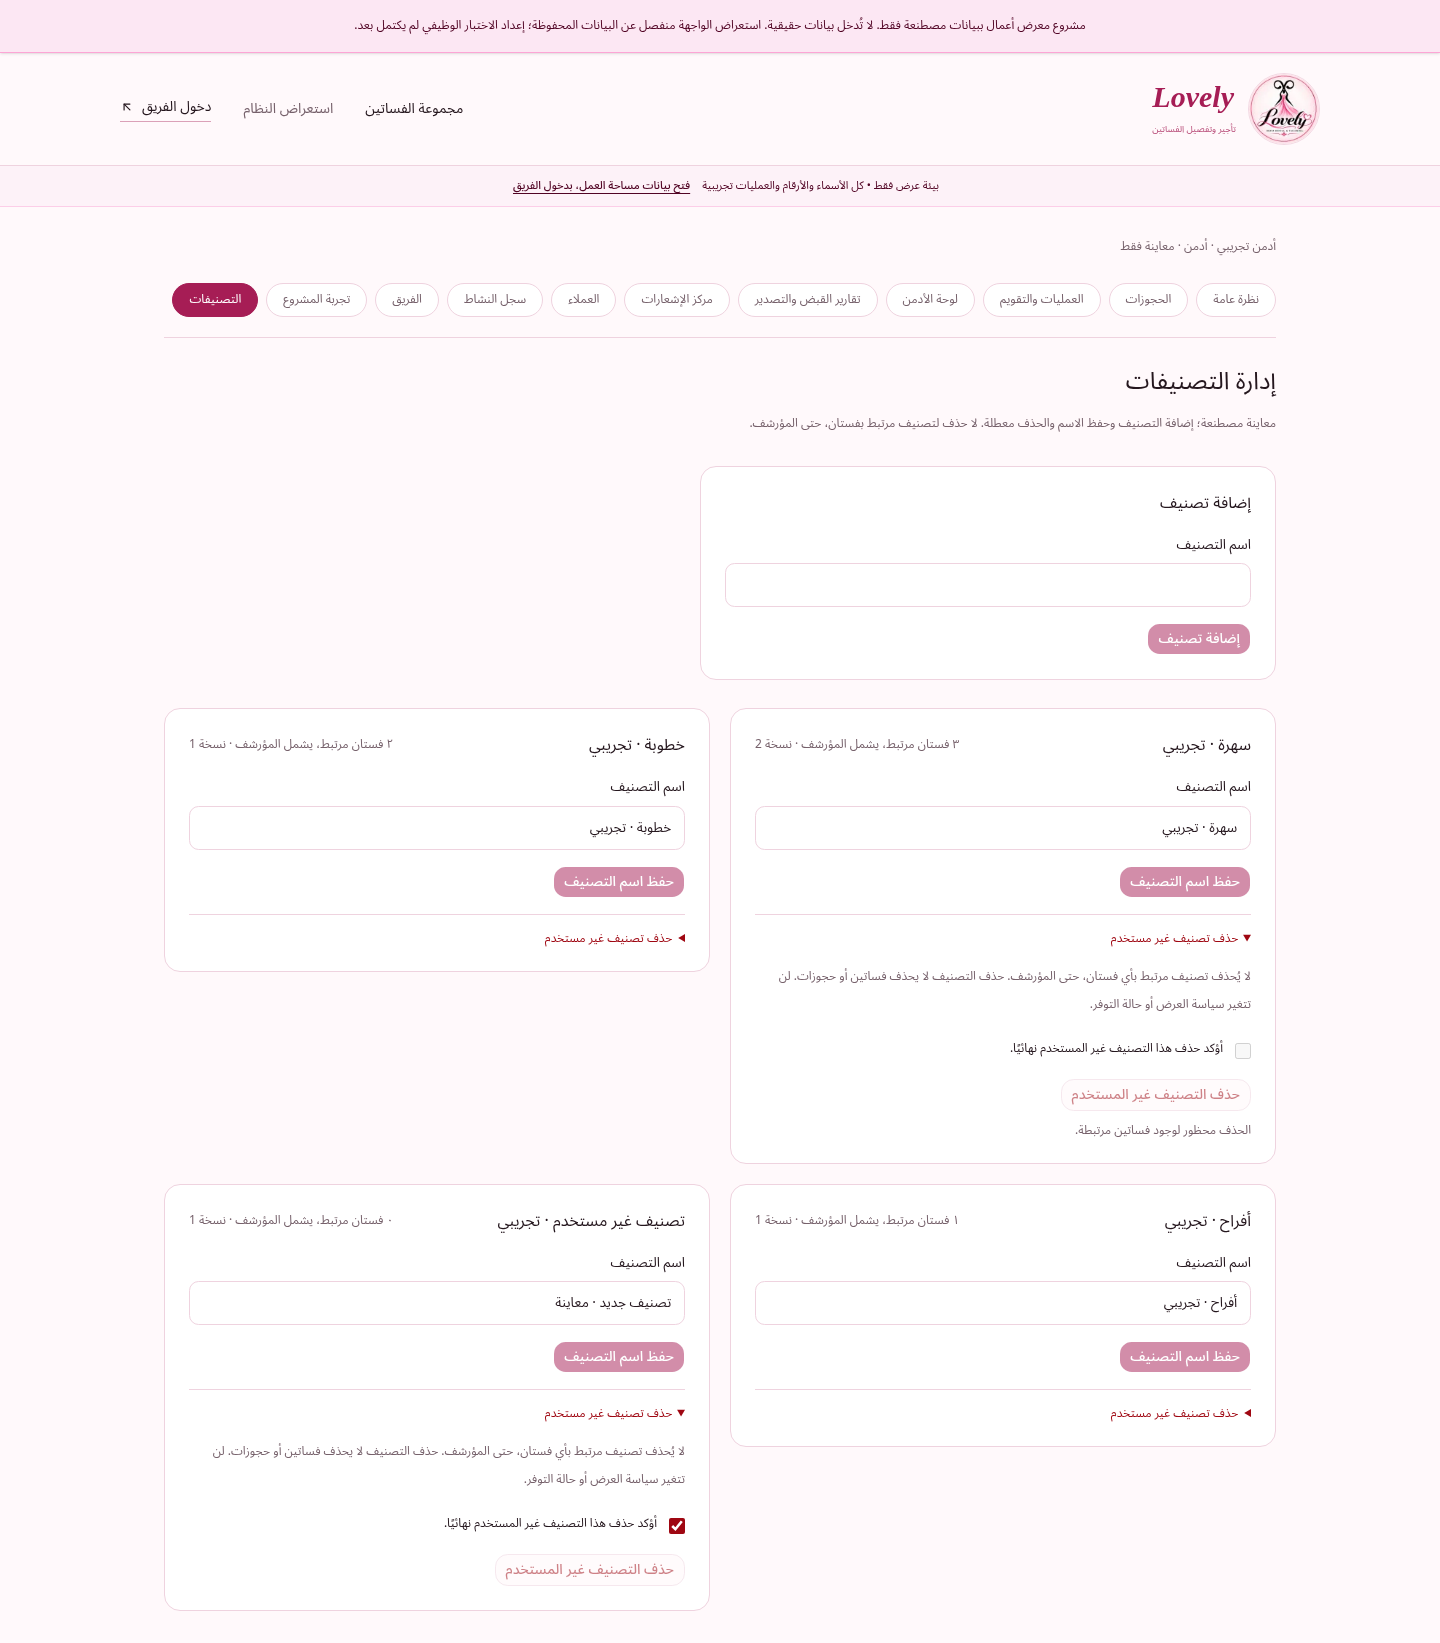 مشروع معرض أعمال ببيانات مصطنعة فقط. لا تُدخل بيانات حقيقية. استعراض الواجهة منفصل عن البيانات المحفوظة؛ إعداد الاختبار الوظيفي لم يكتمل بعد.
Lovely
Lovely
تأجير وتفصيل الفساتين
مجموعة الفساتين
استعراض النظام
دخول الفريق
بيئة عرض فقط • كل الأسماء والأرقام والعمليات تجريبية فتح بيانات مساحة العمل، بدخول الفريق
أدمن تجريبي · أدمن · معاينة فقط
نظرة عامة
الحجوزات
العمليات والتقويم
لوحة الأدمن
تقارير القبض والتصدير
مركز الإشعارات
العملاء
سجل النشاط
الفريق
تجربة المشروع
التصنيفات
إدارة التصنيفات
معاينة مصطنعة؛ إضافة التصنيف وحفظ الاسم والحذف معطلة. لا حذف لتصنيف مرتبط بفستان، حتى المؤرشف.
إضافة تصنيف
اسم التصنيف
إضافة تصنيف
سهرة · تجريبي
٣ فستان مرتبط، يشمل المؤرشف · نسخة 2
اسم التصنيف
سهرة · تجريبي
حفظ اسم التصنيف
حذف تصنيف غير مستخدم
لا يُحذف تصنيف مرتبط بأي فستان، حتى المؤرشف. حذف التصنيف لا يحذف فساتين أو حجوزات. لن
تتغير سياسة العرض أو حالة التوفر.
أؤكد حذف هذا التصنيف غير المستخدم نهائيًا.
حذف التصنيف غير المستخدم
الحذف محظور لوجود فساتين مرتبطة.
خطوبة · تجريبي
٢ فستان مرتبط، يشمل المؤرشف · نسخة 1
اسم التصنيف
خطوبة · تجريبي
حفظ اسم التصنيف
حذف تصنيف غير مستخدم
أفراح · تجريبي
١ فستان مرتبط، يشمل المؤرشف · نسخة 1
اسم التصنيف
أفراح · تجريبي
حفظ اسم التصنيف
حذف تصنيف غير مستخدم
تصنيف غير مستخدم · تجريبي
٠ فستان مرتبط، يشمل المؤرشف · نسخة 1
اسم التصنيف
تصنيف جديد · معاينة
حفظ اسم التصنيف
حذف تصنيف غير مستخدم
لا يُحذف تصنيف مرتبط بأي فستان، حتى المؤرشف. حذف التصنيف لا يحذف فساتين أو حجوزات. لن
تتغير سياسة العرض أو حالة التوفر.
أؤكد حذف هذا التصنيف غير المستخدم نهائيًا.
حذف التصنيف غير المستخدم